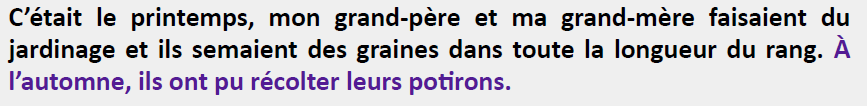 C’était le printemps, mon grand-père et ma grand-mère faisaient du
jardinage et ils semaient des graines dans toute la longueur du rang. À
l’automne, ils ont pu récolter leurs potirons.